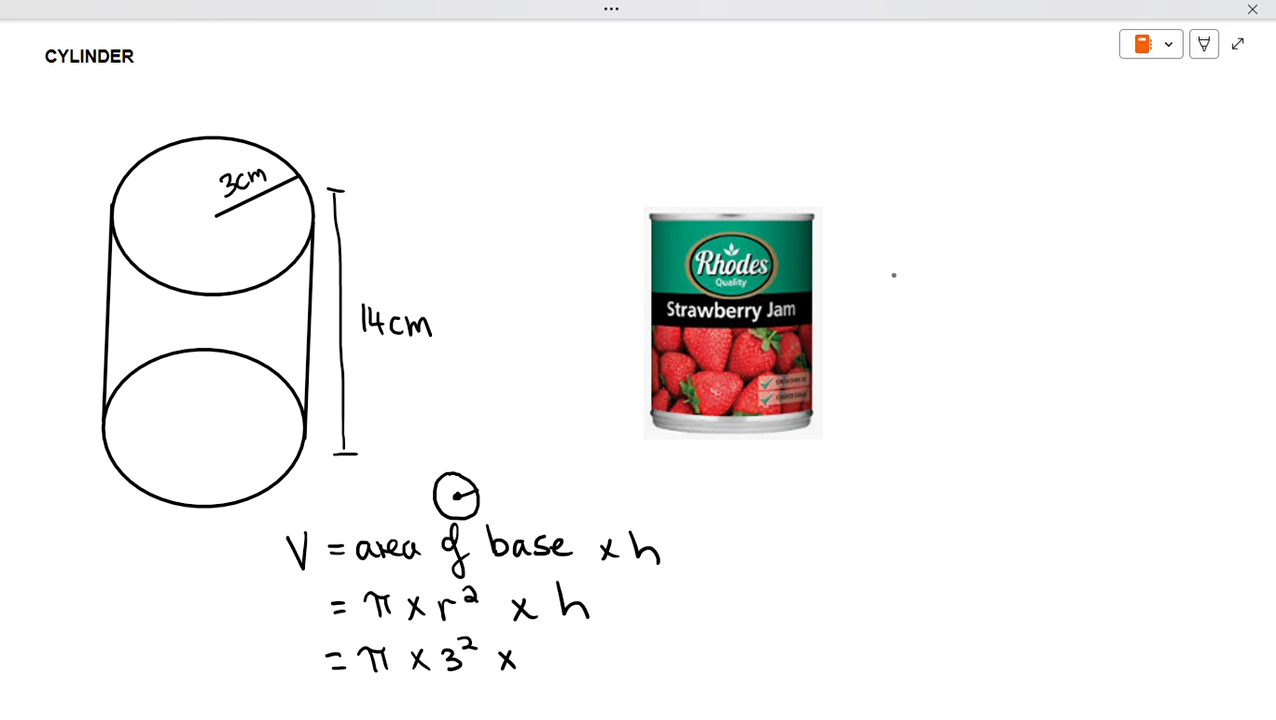 CYLINDER
3cm
14cm
Rhodes
Quality
Strawberry Jam
V = area of base × h
= π × r² × h
= π × 3² ×